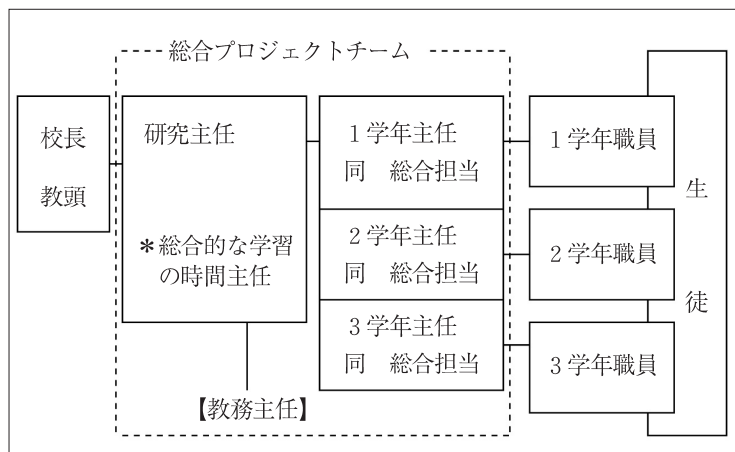 総合プロジェクトチーム
校長
教頭
研究主任
＊総合的な学習
の時間主任
【教務主任】
1学年主任
同　総合担当
2学年主任
同　総合担当
3学年主任
同　総合担当
1学年職員
2学年職員
3学年職員
生
徒